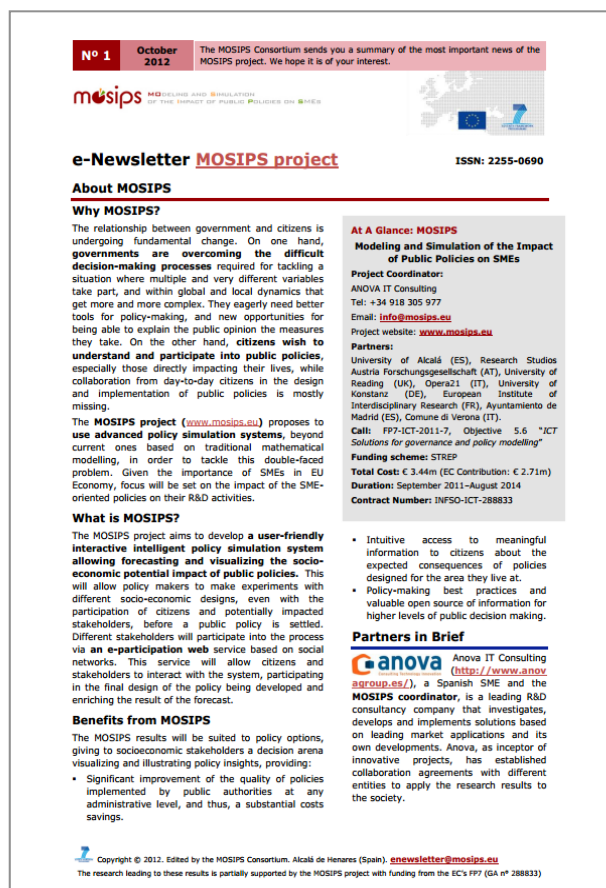 Nº 1
October
2012
The MOSIPS Consortium sends you a summary of the most important news of the
MOSIPS project. We hope it is of your interest.
mosips
MODELING AND SIMULATION
OF THE IMPACT OF PUBLIC POLICIES ON SMES
e-Newsletter MOSIPS project
ISSN: 2255-0690
About MOSIPS
Why MOSIPS?
The relationship between government and citizens is
undergoing fundamental change. On one hand,
governments are overcoming the difficult
decision-making processes required for tackling a
situation where multiple and very different variables
take part, and within global and local dynamics that
get more and more complex. They eagerly need better
tools for policy-making, and new opportunities for
being able to explain the public opinion the measures
they take. On the other hand, citizens wish to
understand and participate into public policies,
especially those directly impacting their lives, while
collaboration from day-to-day citizens in the design
and implementation of public policies is mostly
missing.
The MOSIPS project (www.mosips.eu) proposes to
use advanced policy simulation systems, beyond
current ones based on traditional mathematical
modelling, in order to tackle this double-faced
problem. Given the importance of SMEs in EU
Economy, focus will be set on the impact of the SME-
oriented policies on their R&D activities.
What is MOSIPS?
The MOSIPS project aims to develop a user-friendly
interactive intelligent policy simulation system
allowing forecasting and visualizing the socio-
economic potential impact of public policies. This
will allow policy makers to make experiments with
different socio-economic designs, even with the
participation of citizens and potentially impacted
stakeholders, before a public policy is settled.
Different stakeholders will participate into the process
via an e-participation web service based on social
networks. This service will allow citizens and
stakeholders to interact with the system, participating
in the final design of the policy being developed and
enriching the result of the forecast.
Benefits from MOSIPS
The MOSIPS results will be suited to policy options,
giving to socioeconomic stakeholders a decision arena
visualizing and illustrating policy insights, providing:
▪ Significant improvement of the quality of policies
implemented by public authorities at any
administrative level, and thus, a substantial costs
savings.
At A Glance: MOSIPS
Modeling and Simulation of the Impact
of Public Policies on SMEs
Project Coordinator:
ANOVA IT Consulting
Tel: +34 918 305 977
Email: info@mosips.eu
Project website: www.mosips.eu
Partners:
University of Alcalá (ES), Research Studios
Austria Forschungsgesellschaft (AT), University of
Reading (UK), Opera21 (IT), University of
Konstanz (DE), European Institute of
Interdisciplinary Research (FR), Ayuntamiento de
Madrid (ES), Comune di Verona (IT).
Call: FP7-ICT-2011-7, Objective 5.6 "ICT
Solutions for governance and policy modelling"
Funding scheme: STREP
Total Cost: € 3.44m (EC Contribution: € 2.71m)
Duration: September 2011–August 2014
Contract Number: INFSO-ICT-288833
▪ Intuitive access to meaningful
information to citizens about the
expected consequences of policies
designed for the area they live at.
▪ Policy-making best practices and
valuable open source of information for
higher levels of public decision making.
Partners in Brief
anova
Anova IT Consulting
(http://www.anov
agroup.es/), a Spanish SME and the
MOSIPS coordinator, is a leading R&D
consultancy company that investigates,
develops and implements solutions based
on leading market applications and its
own developments. Anova, as inceptor of
innovative projects, has established
collaboration agreements with different
entities to apply the research results to
the society.
Copyright © 2012. Edited by the MOSIPS Consortium. Alcalá de Henares (Spain). enewsletter@mosips.eu
The research leading to these results is partially supported by the MOSIPS project with funding from the EC's FP7 (GA nº 288833)